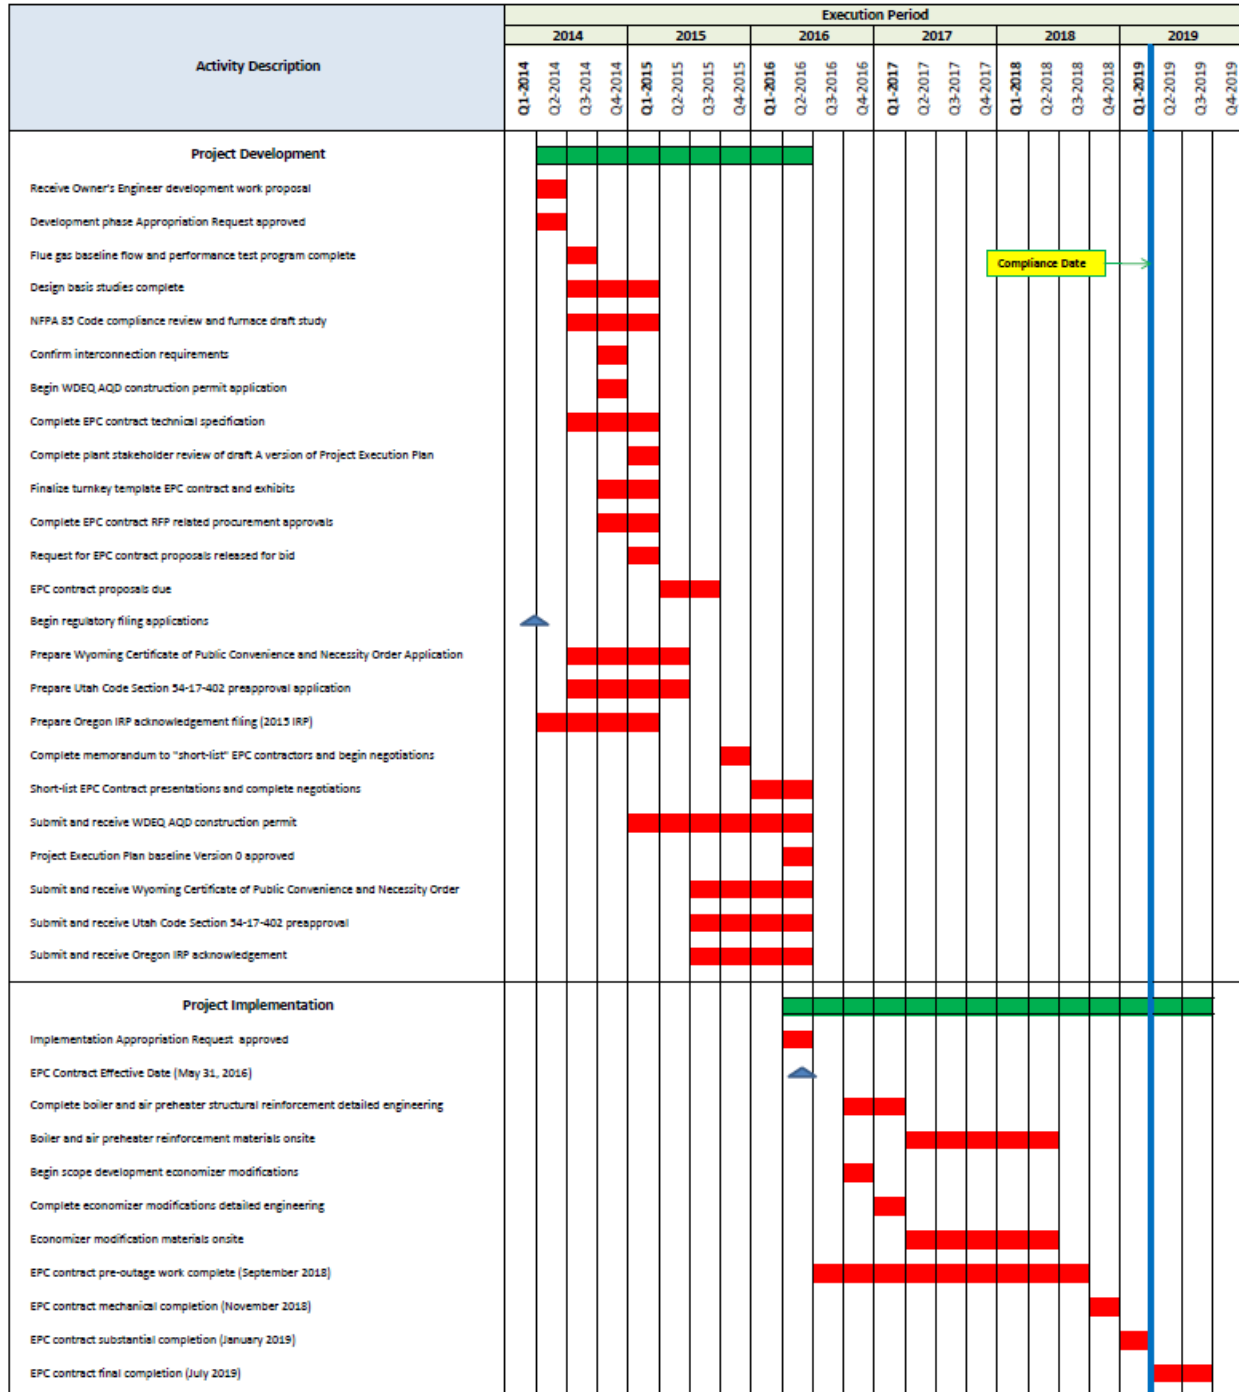 Execution Period
2014 2015 2016 2017 2018 2019
Activity Description
Q1-2014 Q2-2014 Q3-2014 Q4-2014 Q1-2015 Q2-2015 Q3-2015 Q4-2015 Q1-2016 Q2-2016 Q3-2016 Q4-2016 Q1-2017 Q2-2017 Q3-2017 Q4-2017 Q1-2018 Q2-2018 Q3-2018 Q4-2018 Q1-2019 Q2-2019 Q3-2019 Q4-2019
Project Development
Receive Owner's Engineer development work proposal
Development phase Appropriation Request approved
Flue gas baseline flow and performance test program complete
Compliance Date
Design basis studies complete
NFPA 85 Code compliance review and furnace draft study
Confirm interconnection requirements
Begin WDEQ AQD construction permit application
Complete EPC contract technical specification
Complete plant stakeholder review of draft A version of Project Execution Plan
Finalize turnkey template EPC contract and exhibits
Complete EPC contract RFP related procurement approvals
Request for EPC contract proposals released for bid
EPC contract proposals due
Begin regulatory filing applications
Prepare Wyoming Certificate of Public Convenience and Necessity Order Application
Prepare Utah Code Section 54-17-402 preapproval application
Prepare Oregon IRP acknowledgement filing (2015 IRP)
Complete memorandum to "short-list" EPC contractors and begin negotiations
Short-list EPC Contract presentations and complete negotiations
Submit and receive WDEQ AQD construction permit
Project Execution Plan baseline Version 0 approved
Submit and receive Wyoming Certificate of Public Convenience and Necessity Order
Submit and receive Utah Code Section 54-17-402 preapproval
Submit and receive Oregon IRP acknowledgement
Project Implementation
Implementation Appropriation Request approved
EPC Contract Effective Date (May 31, 2016)
Complete boiler and air preheater structural reinforcement detailed engineering
Boiler and air preheater reinforcement materials onsite
Begin scope development economizer modifications
Complete economizer modifications detailed engineering
Economizer modification materials onsite
EPC contract pre-outage work complete (September 2018)
EPC contract mechanical completion (November 2018)
EPC contract substantial completion (January 2019)
EPC contract final completion (July 2019)